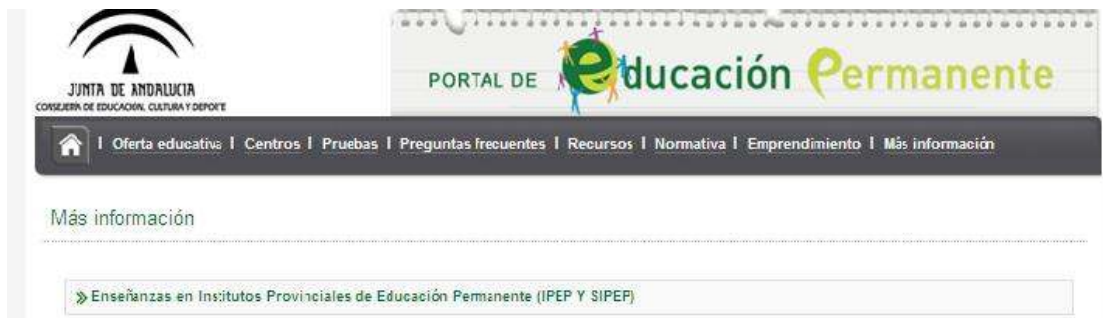 JUNTA DE ANDALUCIA
CONSEJERÍA DE EDUCACIÓN, CULTURA Y DEPORTE
PORTAL DE educación Permanente
Oferta educativa | Centros | Pruebas | Preguntas frecuentes | Recursos | Normativa | Emprendimiento | Más información
Más información
» Enseñanzas en Institutos Provinciales de Educación Permanente (IPEP Y SIPEP)